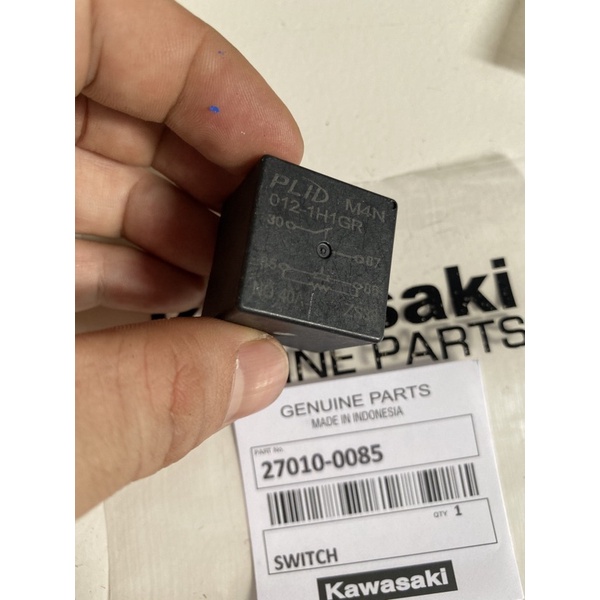 PLID M4N
012-1H1GR
30
87
85
86
NO:40A
saki
GENUINE PARTS
GENUINE PARTS
MADE IN INDONESIA
PART No.
27010-0085
QTY 1
SWITCH
Kawasaki